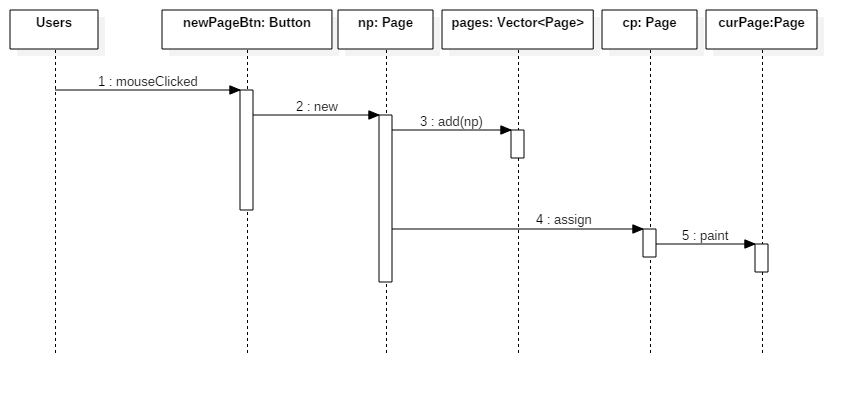 Users
newPageBtn: Button
np: Page
pages: Vector<Page>
cp: Page
curPage:Page
1 : mouseClicked
2 : new
3 : add(np)
4 : assign
5 : paint